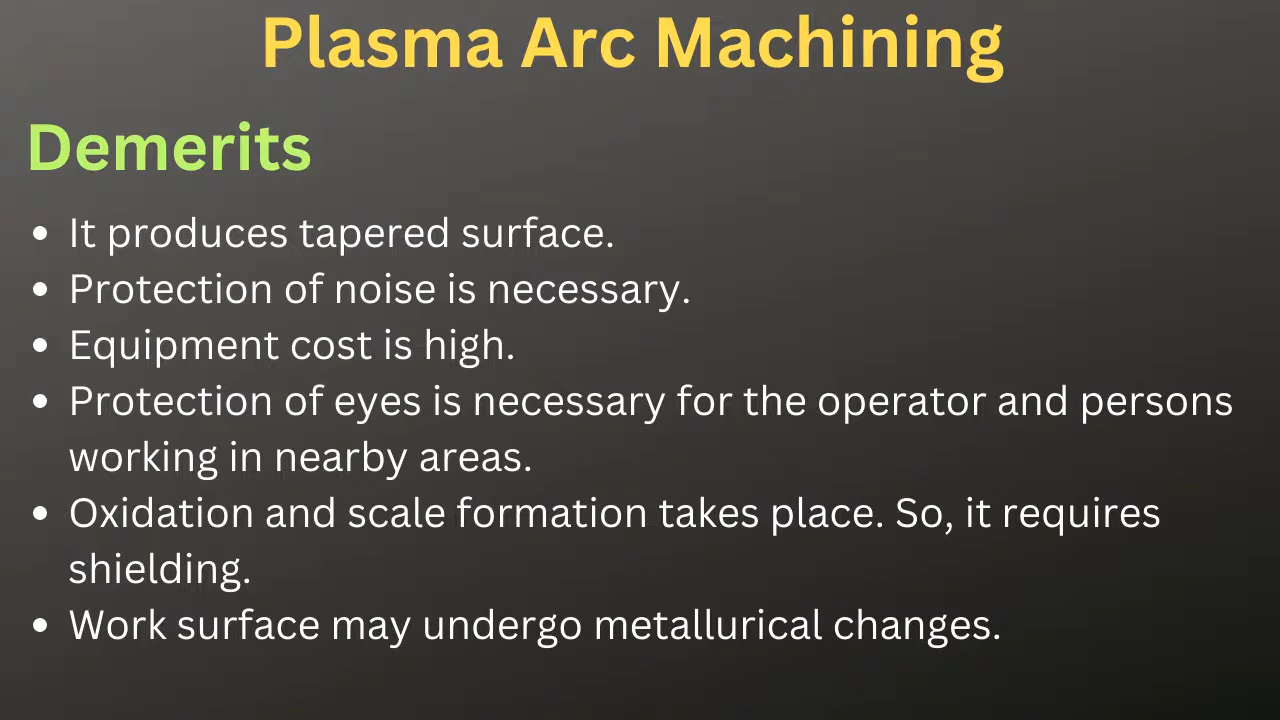 Plasma Arc Machining
Demerits
• It produces tapered surface.
• Protection of noise is necessary.
• Equipment cost is high.
• Protection of eyes is necessary for the operator and persons
working in nearby areas.
• Oxidation and scale formation takes place. So, it requires
shielding.
• Work surface may undergo metallurical changes.